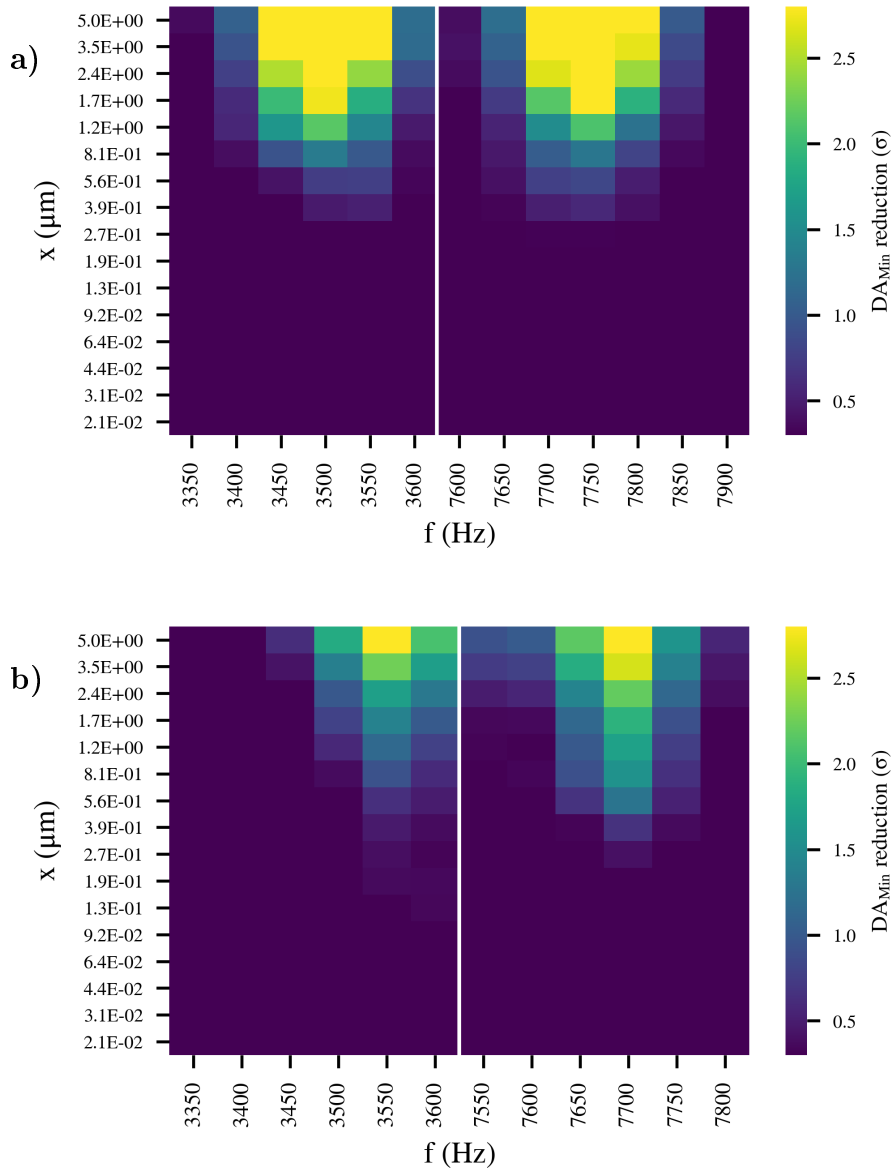 a)
x (μm)
5.0E+00
3.5E+00
2.4E+00
1.7E+00
1.2E+00
8.1E-01
5.6E-01
3.9E-01
2.7E-01
1.9E-01
1.3E-01
9.2E-02
6.4E-02
4.4E-02
3.1E-02
2.1E-02
3350 3400 3450 3500 3550 3600 7600 7650 7700 7750 7800 7850 7900
f (Hz)
2.5
2.0
1.5
1.0
0.5
DAMin reduction (σ)
b)
x (μm)
5.0E+00
3.5E+00
2.4E+00
1.7E+00
1.2E+00
8.1E-01
5.6E-01
3.9E-01
2.7E-01
1.9E-01
1.3E-01
9.2E-02
6.4E-02
4.4E-02
3.1E-02
2.1E-02
3350 3400 3450 3500 3550 3600 7550 7600 7650 7700 7750 7800
f (Hz)
2.5
2.0
1.5
1.0
0.5
DAMin reduction (σ)